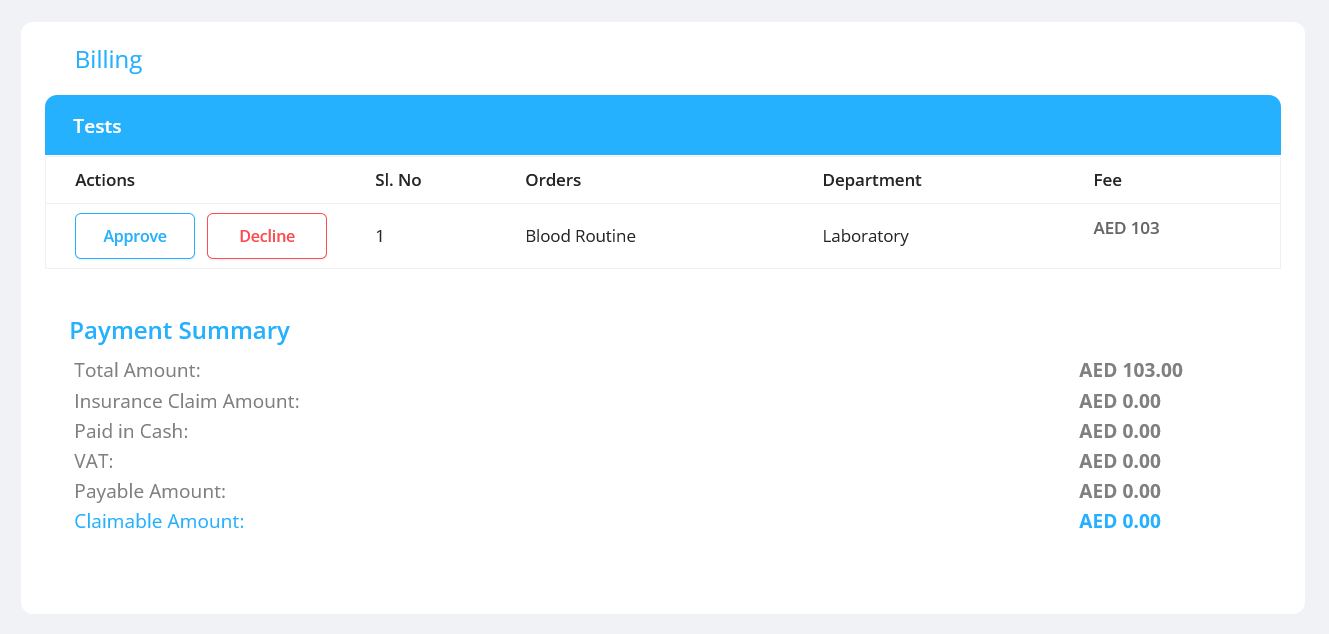 Billing
Tests
Actions Sl. No Orders Department Fee
Approve Decline 1 Blood Routine Laboratory AED 103
Payment Summary
Total Amount: AED 103.00
Insurance Claim Amount: AED 0.00
Paid in Cash: AED 0.00
VAT: AED 0.00
Payable Amount: AED 0.00
Claimable Amount: AED 0.00